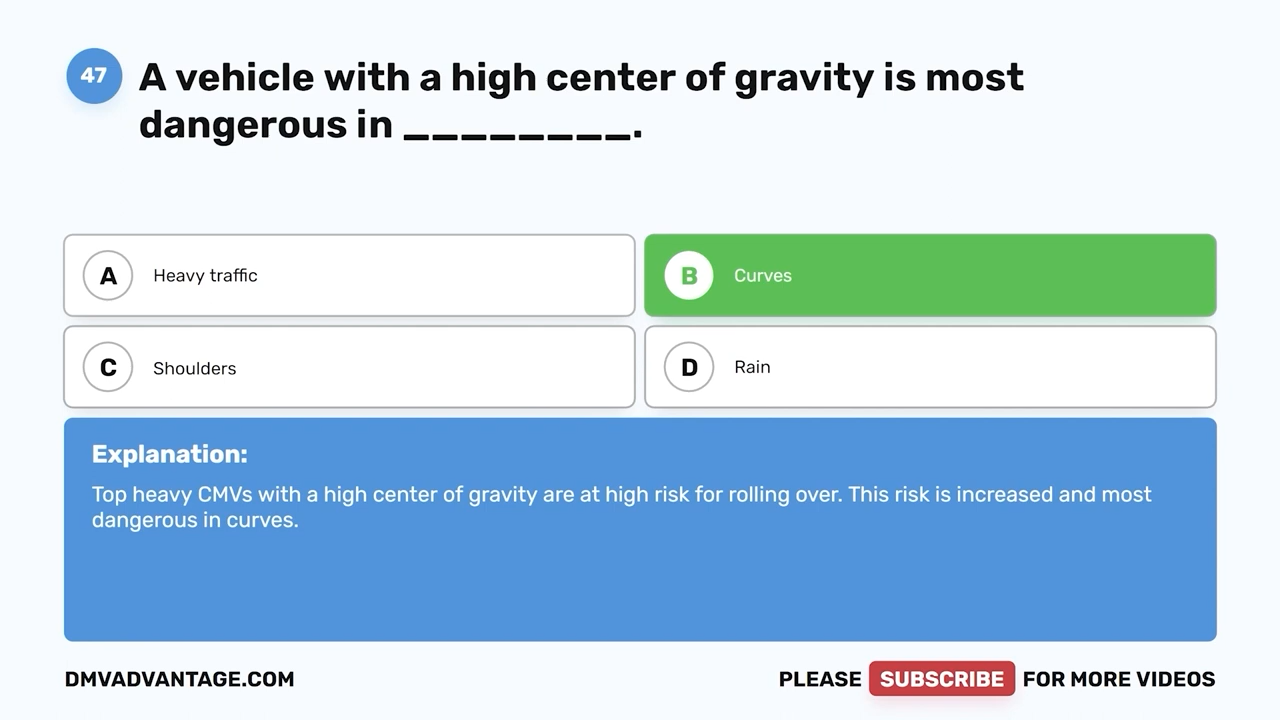 47
A vehicle with a high center of gravity is most
dangerous in ________.
A Heavy traffic
B Curves
C Shoulders
D Rain
Explanation:
Top heavy CMVs with a high center of gravity are at high risk for rolling over. This risk is increased and most
dangerous in curves.
DMVADVANTAGE.COM
PLEASE SUBSCRIBE FOR MORE VIDEOS